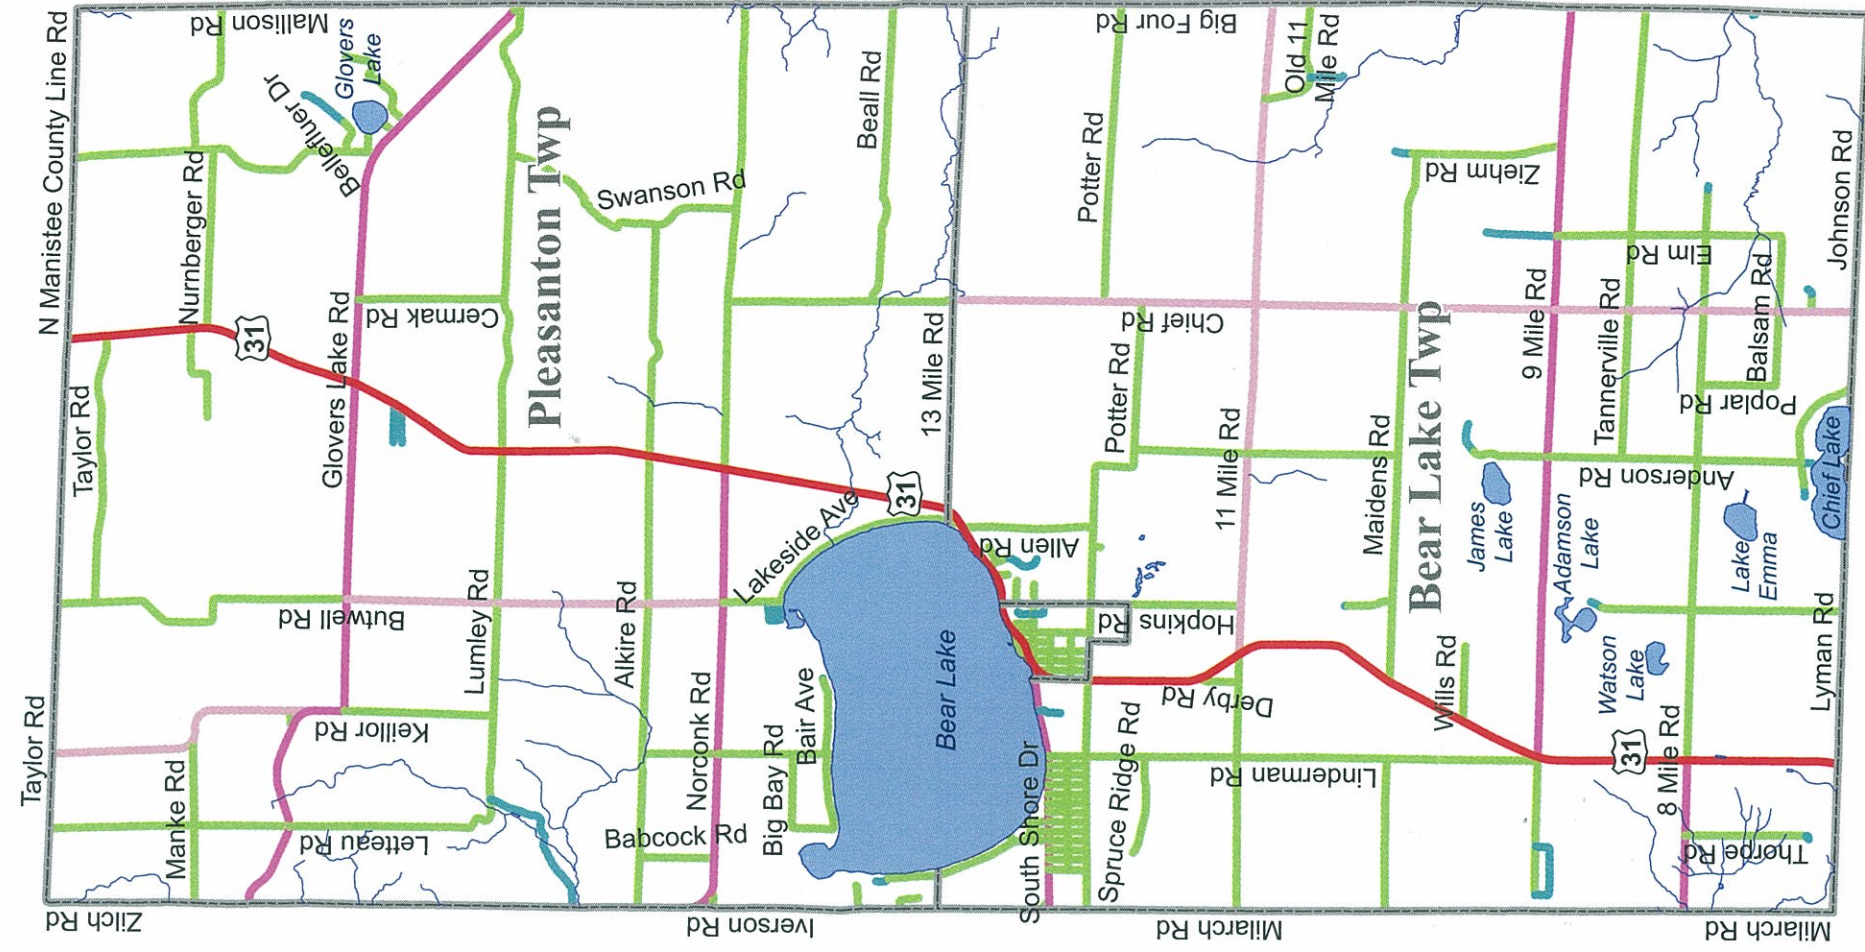 N Manistee County Line Rd
Mallison Rd
Glovers
Lake
Bellefluer Dr
Bellefluer
Nurnberger Rd
Taylor Rd
31
Glovers Lake Rd
Cermak Rd
Pleasanton Twp
Swanson Rd
Beall Rd
13 Mile Rd
31
Lakeside Ave
Taylor Rd
Butwell Rd
Lumley Rd
Alkire Rd
Norconk Rd
Keillor Rd
Manke Rd
Letteau Rd
Babcock Rd
Big Bay Rd
Bair Ave
Bear Lake
Zilch Rd
Iverson Rd
Big Four Rd
Old 11
Mile Rd
Potter Rd
Ziehm Rd
Chief Rd
Potter Rd
11 Mile Rd
Maidens Rd
Bear Lake Twp
9 Mile Rd
Tannerville Rd
Elm Rd
Balsam Rd
Johnson Rd
Poplar Rd
Anderson Rd
Chief Lake
James
Lake
Adamson
Lake
Lake
Emma
Watson
Lake
Allen Rd
Hopkins Rd
Derby Rd
Wills Rd
31
8 Mile Rd
Lyman Rd
Linderman Rd
South Shore Dr
Spruce Ridge Rd
Thorpe Rd
Milarch Rd
Milarch Rd